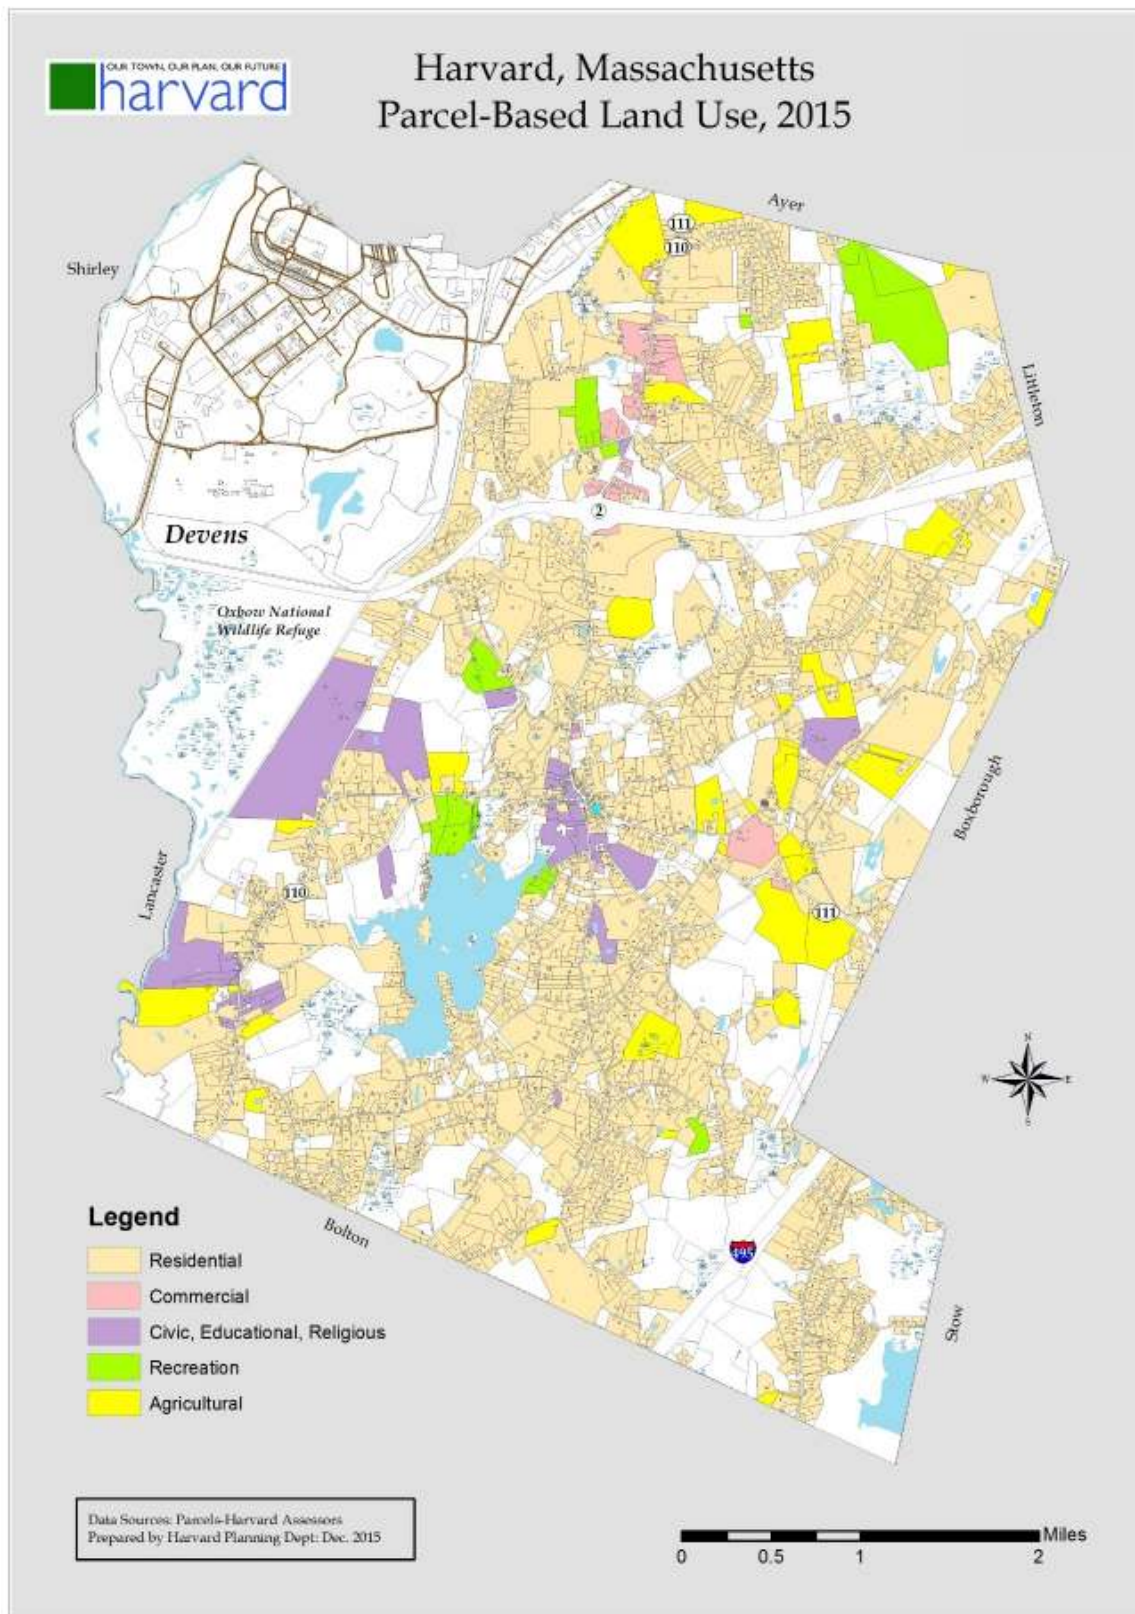 OUR TOWN, OUR PLAN, OUR FUTURE
harvard
Harvard, Massachusetts
Parcel-Based Land Use, 2015
Ayer
111
110
Shirley
Littleton
2
Devens
Oxbow National
Wildlife Refuge
Boxborough
Lancaster
110
111
N
W
E
S
Legend
Bolton
Residential
495
Commercial
Stow
Civic, Educational, Religious
Recreation
Agricultural
Data Sources: Parcels-Harvard Assessors
Prepared by Harvard Planning Dept: Dec. 2015
Miles
0 0.5 1 2